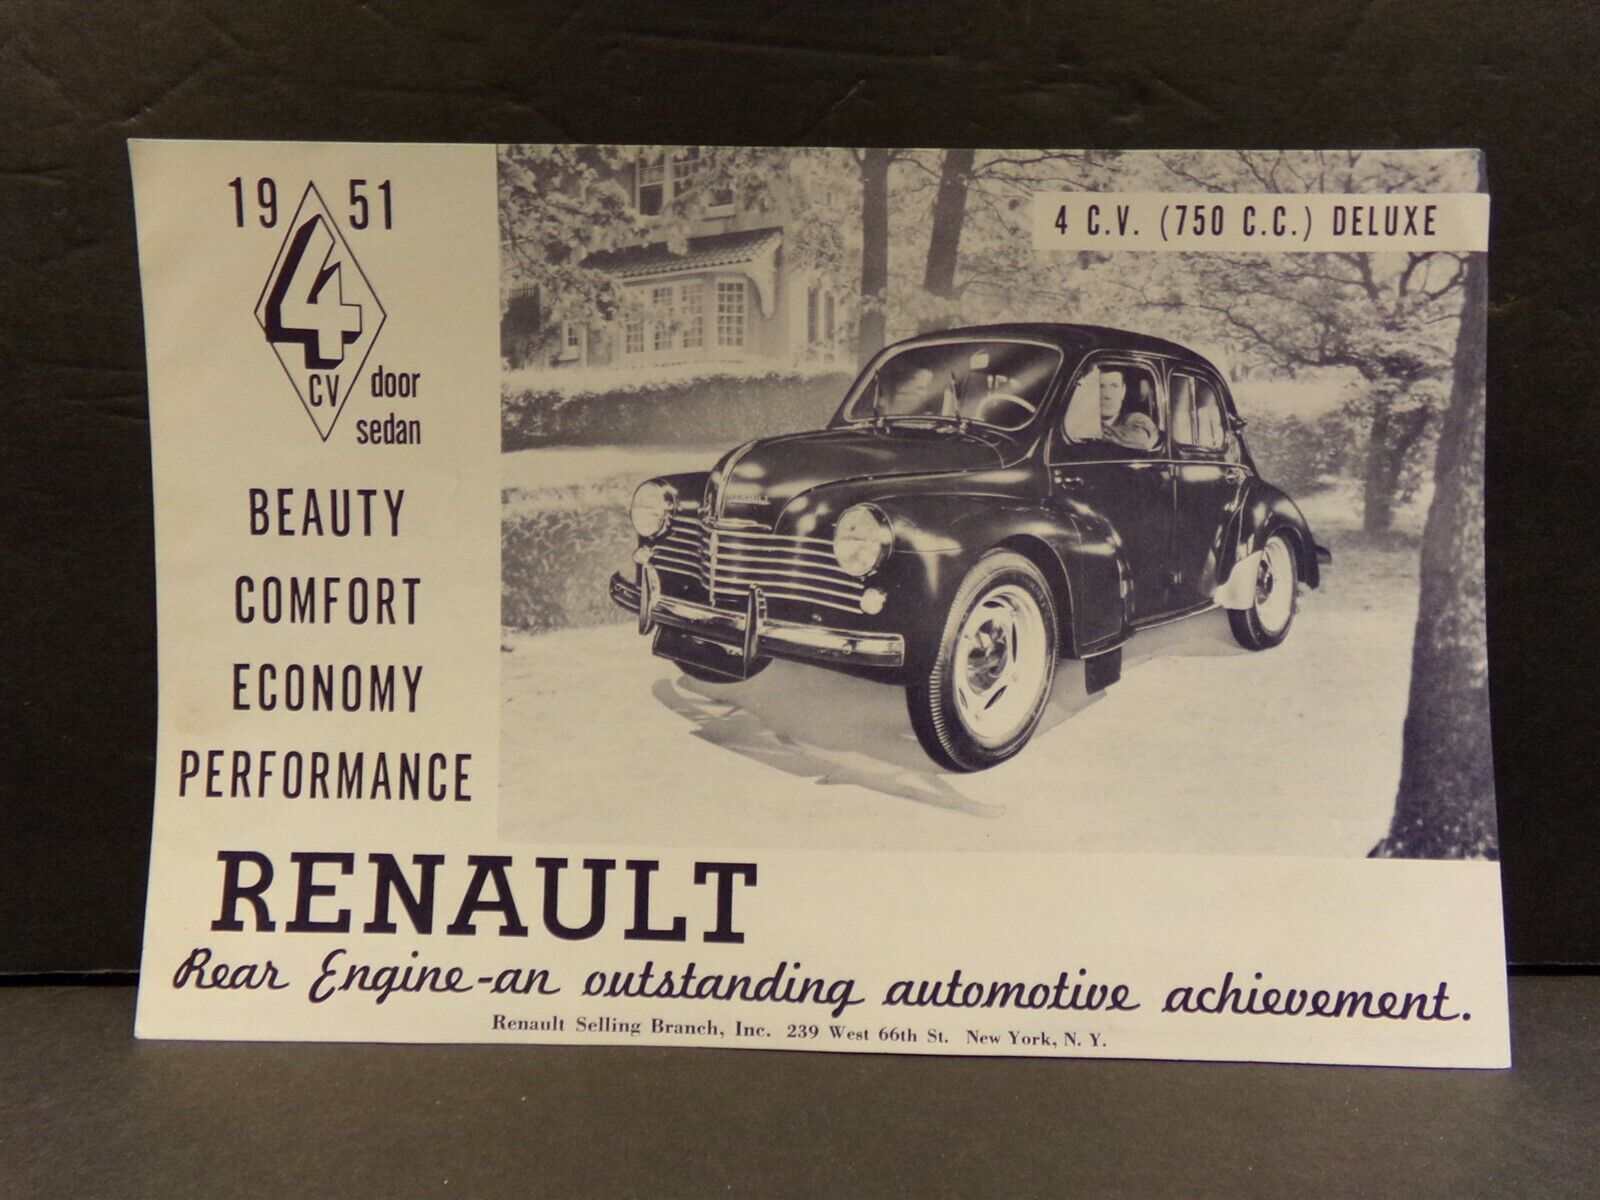 19 51
4
CV
door
sedan
BEAUTY
COMFORT
ECONOMY
PERFORMANCE
4 C.V. (750 C.C.) DELUXE
RENAULT
RENAULT
Rear Engine-an outstanding automotive achievement.
Renault Selling Branch, Inc. 239 West 66th St. New York, N. Y.